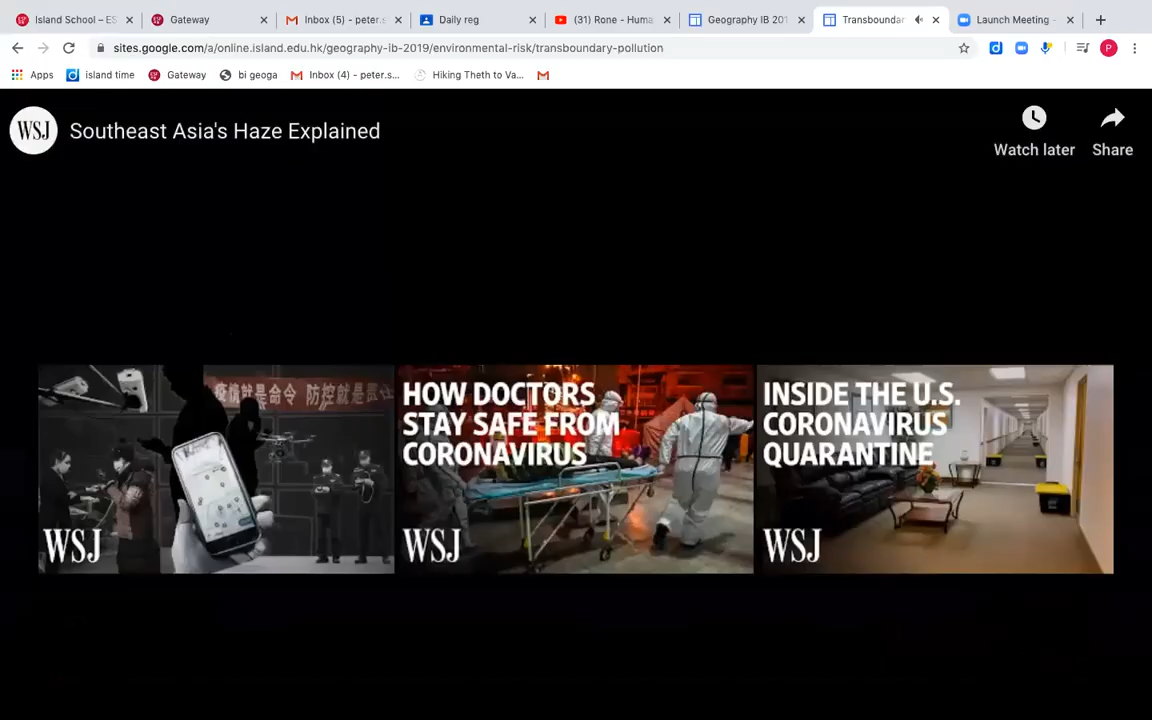 Island School – ES
Gateway
Inbox (5) - peter.s
Daily reg
(31) Rone - Huma
Geography IB 201
Transboundar
Launch Meeting -
sites.google.com/a/online.island.edu.hk/geography-ib-2019/environmental-risk/transboundary-pollution
P
Apps
island time
Gateway
bi geoga
Inbox (4) - peter.s...
Hiking Theth to Va...
WSJ
Southeast Asia's Haze Explained
Watch later
Share
疫情就是命令 防控就是责任
WSJ
HOW DOCTORS
STAY SAFE FROM
CORONAVIRUS
WSJ
INSIDE THE U.S.
CORONAVIRUS
QUARANTINE
WSJ